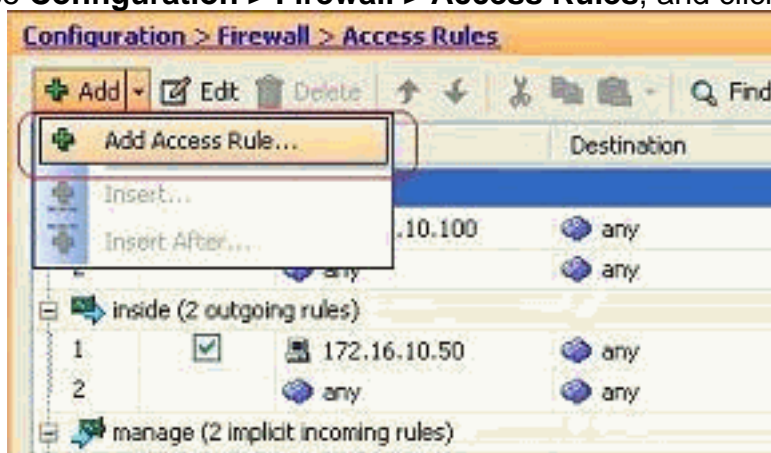 Configuration > Firewall > Access Rules, and click
Configuration > Firewall > Access Rules
Add Edit Delete Find
Add Access Rule... Destination
Insert...
Insert After... .10.100 any
2 any any
inside (2 outgoing rules)
1 172.16.10.50 any
2 any any
manage (2 implicit incoming rules)